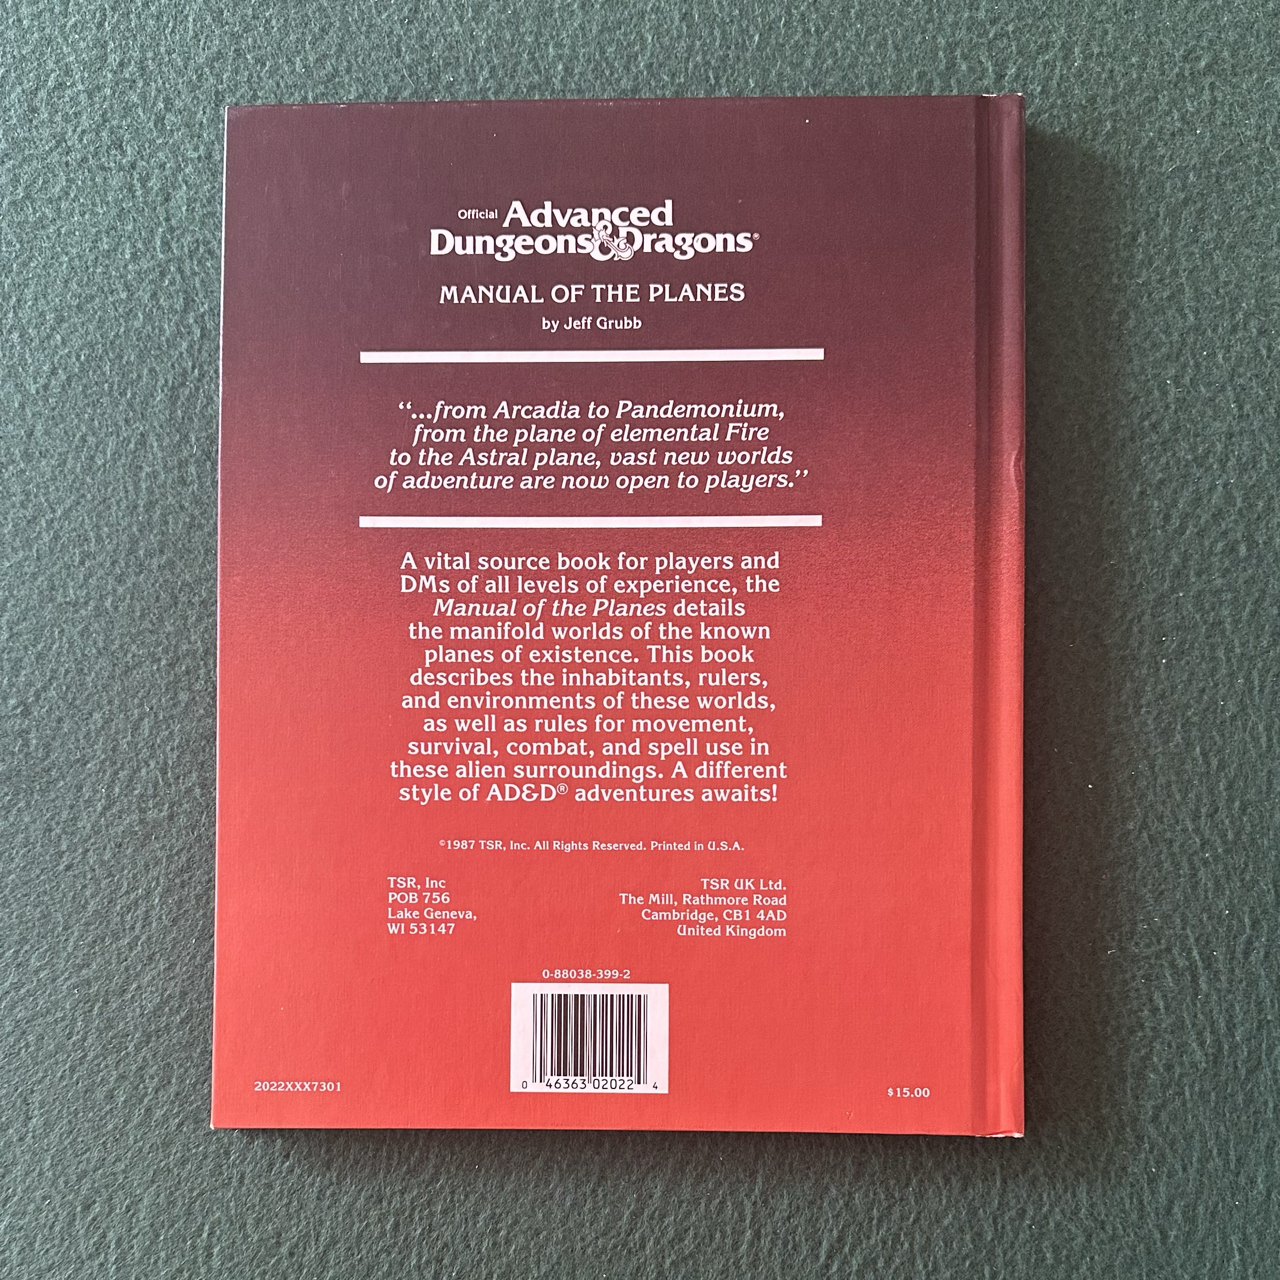 Official Advanced
Dungeons & Dragons®
MANUAL OF THE PLANES
by Jeff Grubb
“...from Arcadia to Pandemonium,
from the plane of elemental Fire
to the Astral plane, vast new worlds
of adventure are now open to players.”
A vital source book for players and
DMs of all levels of experience, the
Manual of the Planes details
the manifold worlds of the known
planes of existence. This book
describes the inhabitants, rulers,
and environments of these worlds,
as well as rules for movement,
survival, combat, and spell use in
these alien surroundings. A different
style of AD&D® adventures awaits!
©1987 TSR, Inc. All Rights Reserved. Printed in U.S.A.
TSR, Inc
POB 756
Lake Geneva,
WI 53147
TSR UK Ltd.
The Mill, Rathmore Road
Cambridge, CB1 4AD
United Kingdom
0-88038-399-2
0 46363 02022 4
2022XXX7301
$15.00